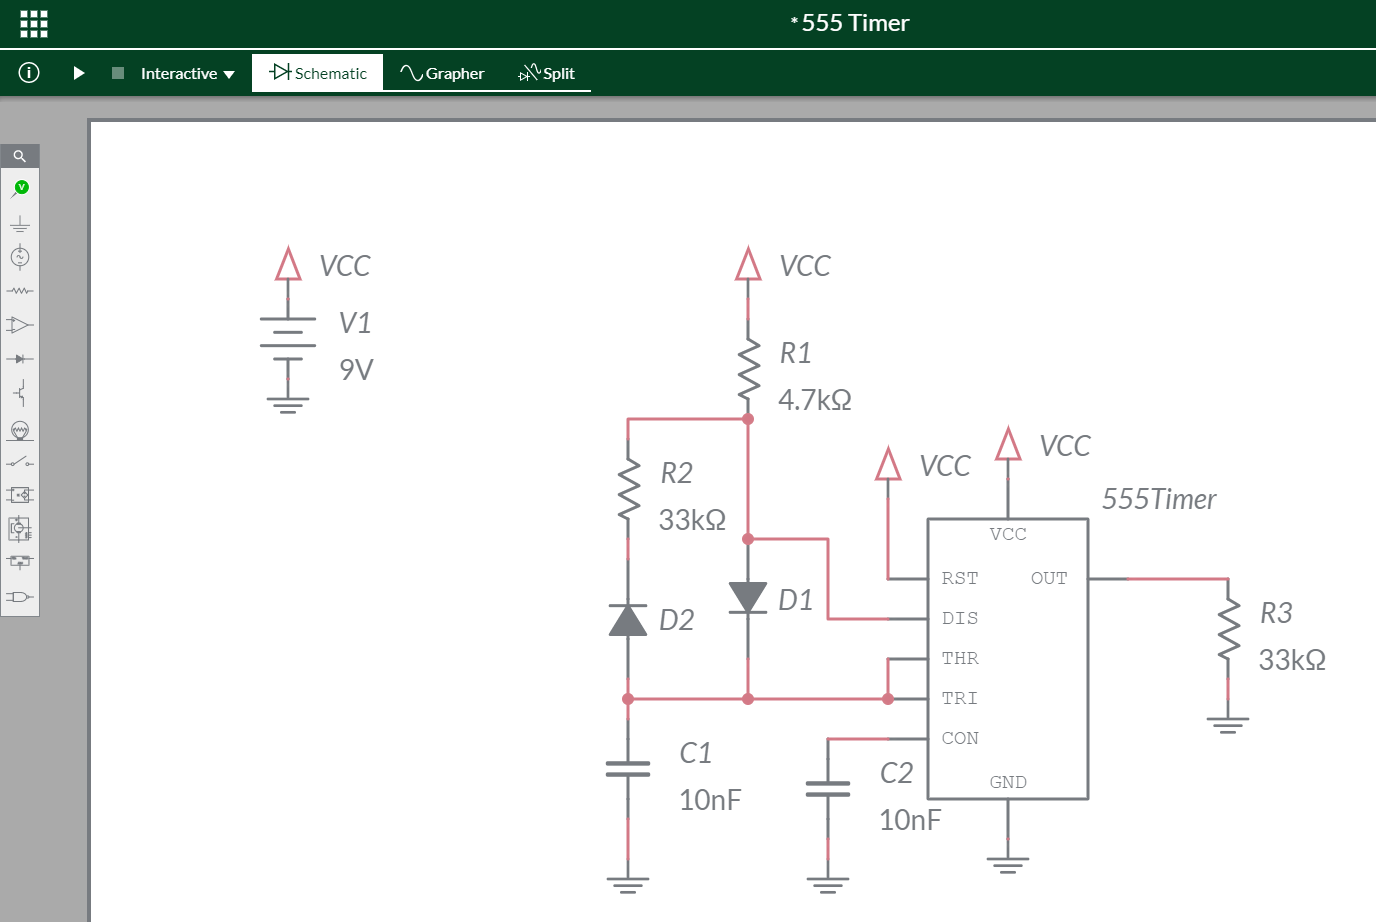 *555 Timer
Interactive
Schematic
Grapher
Split
V
VCC
V1
9V
VCC
R1
4.7kΩ
R2
33kΩ
D2
D1
VCC
VCC
555Timer
VCC
RST
OUT
DIS
THR
TRI
CON
GND
R3
33kΩ
C1
10nF
C2
10nF